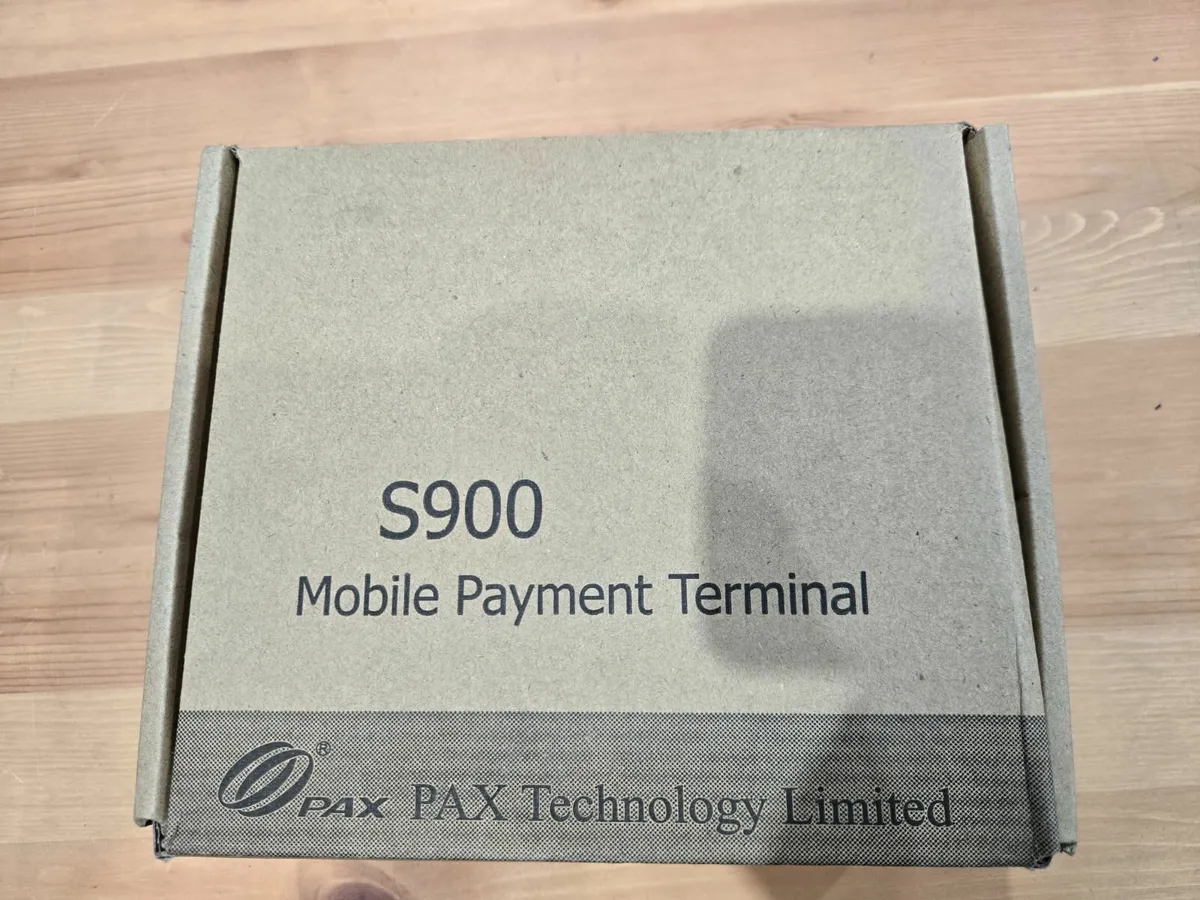 S900
Mobile Payment Terminal
® PAX PAX Technology Limited